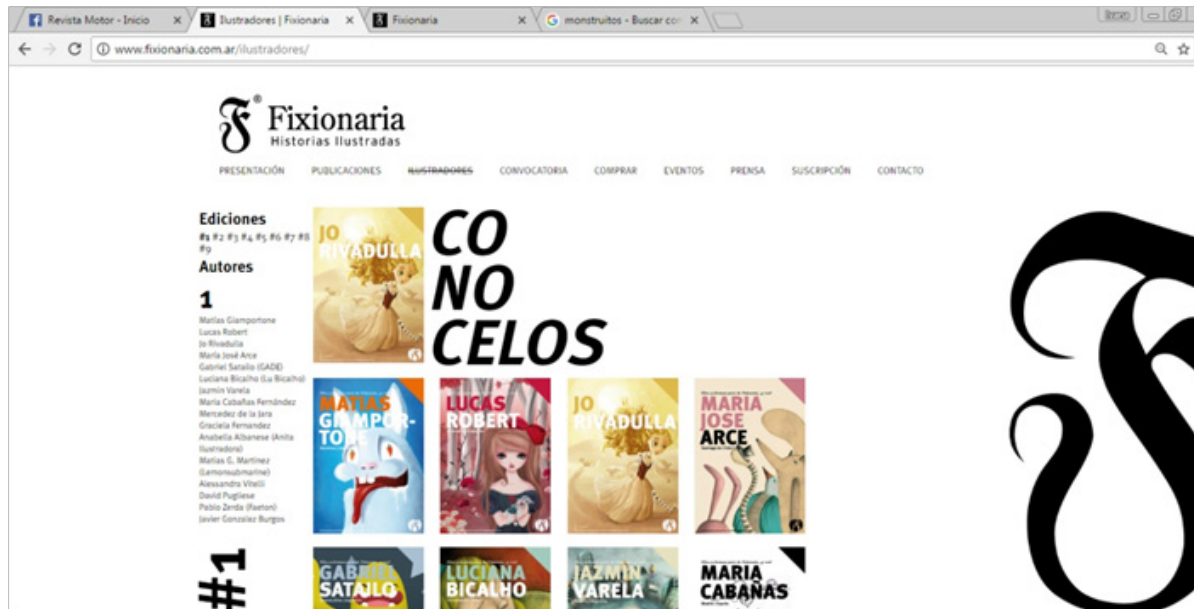 Revista Motor - Inicio
Ilustradores | Fixionaria
Fixionaria
monstruitos - Buscar con
www.fixionaria.com.ar/ilustradores/
Fixionaria
Historias Ilustradas
PRESENTACIÓN PUBLICACIONES ILUSTRADORES CONVOCATORIA COMPRAR EVENTOS PRENSA SUSCRIPCIÓN CONTACTO
Ediciones
#1 #2 #3 #4 #5 #6 #7 #8
#9
Autores
1
Matías Giamportone
Lucas Robert
Jo Rivadulla
María José Arce
Gabriel Satailo (GADE)
Luciana Bicalho (Lu Bicalho)
Jazmin Varela
María Cabañas Fernández
Mercedez de la Jara
Graciela Fernandez
Anabella Albanese (Anita
Ilustradora)
Matias G. Martinez
(Lemonsubmarine)
Alessandra Vitelli
David Pugliese
Pablo Zerda (Faeton)
Javier Gonzalez Burgos
#1
JO
RIVADULLA
CO
NO
CELOS
MATIAS
GIAMPOR-
TONE
LUCAS
ROBERT
JO
RIVADULLA
MARIA
JOSE
ARCE
GABRIEL
SATAILO
LUCIANA
BICALHO
JAZMIN
VARELA
MARIA
CABAÑAS